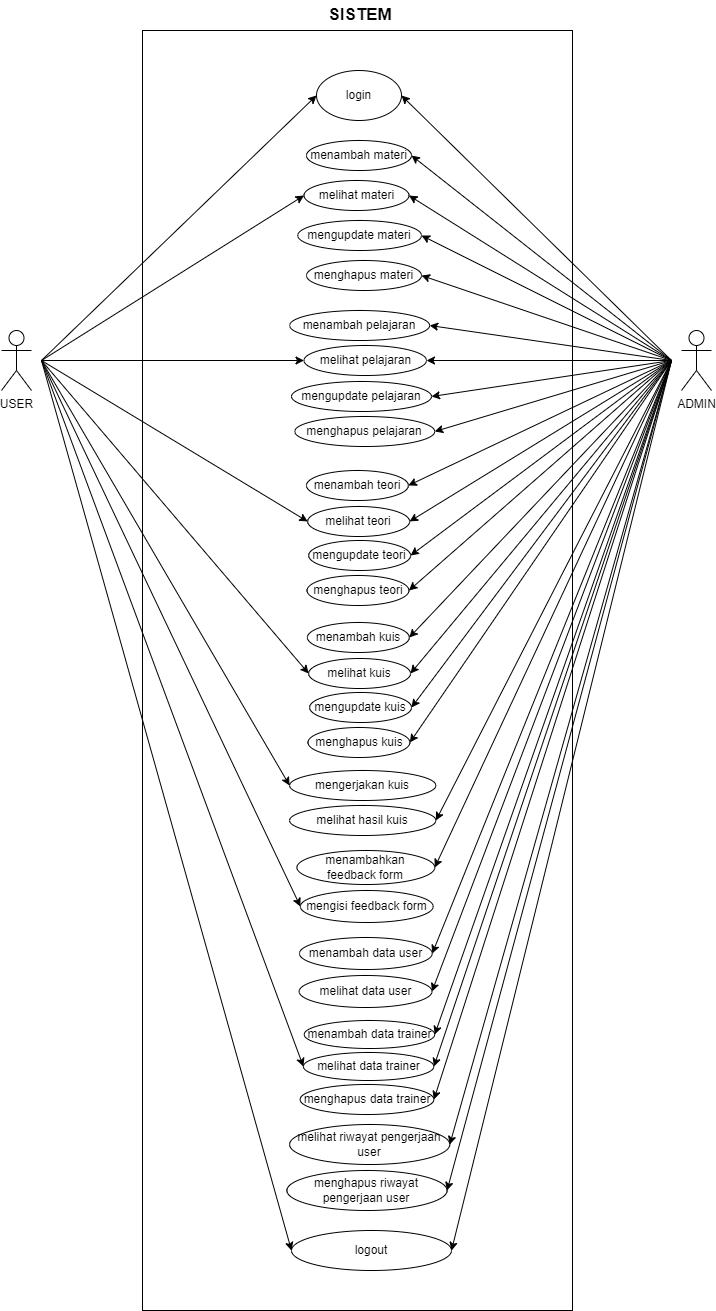 SISTEM
login
menambah materi
melihat materi
mengupdate materi
menghapus materi
menambah pelajaran
melihat pelajaran
mengupdate pelajaran
menghapus pelajaran
USER
ADMIN
menambah teori
melihat teori
mengupdate teori
menghapus teori
menambah kuis
melihat kuis
mengupdate kuis
menghapus kuis
mengerjakan kuis
melihat hasil kuis
menambahkan
feedback form
mengisi feedback form
menambah data user
melihat data user
menambah data trainer
melihat data trainer
menghapus data trainer
melihat riwayat pengerjaan
user
menghapus riwayat
pengerjaan user
logout